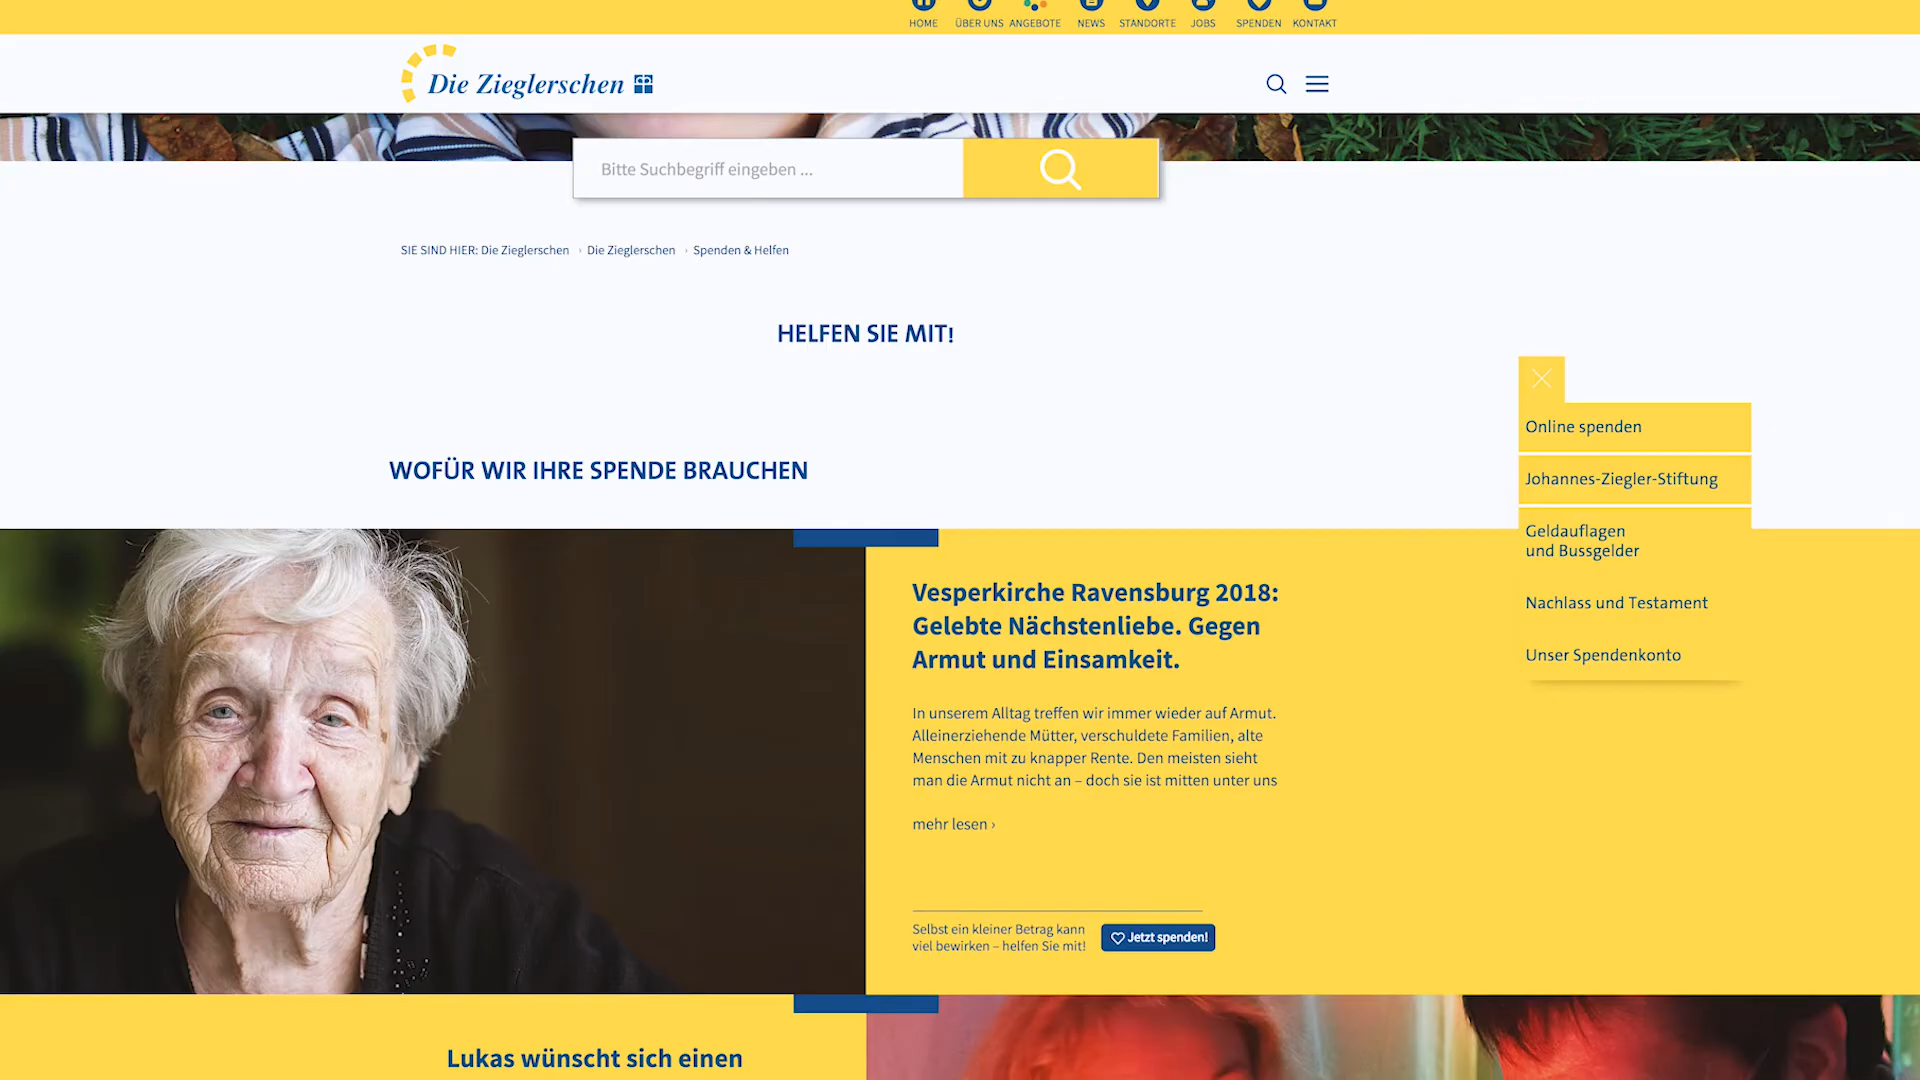 HOME ÜBER UNS ANGEBOTE NEWS STANDORTE JOBS SPENDEN KONTAKT
Die Zieglerschen
Bitte Suchbegriff eingeben ...
SIE SIND HIER: Die Zieglerschen › Die Zieglerschen › Spenden & Helfen
HELFEN SIE MIT!
WOFÜR WIR IHRE SPENDE BRAUCHEN
Online spenden
Johannes-Ziegler-Stiftung
Geldauflagen
und Bussgelder
Nachlass und Testament
Unser Spendenkonto
Vesperkirche Ravensburg 2018:
Gelebte Nächstenliebe. Gegen
Armut und Einsamkeit.
In unserem Alltag treffen wir immer wieder auf Armut.
Alleinerziehende Mütter, verschuldete Familien, alte
Menschen mit zu knapper Rente. Den meisten sieht
man die Armut nicht an – doch sie ist mitten unter uns
mehr lesen ›
Selbst ein kleiner Betrag kann
viel bewirken – helfen Sie mit!
Jetzt spenden!
Lukas wünscht sich einen